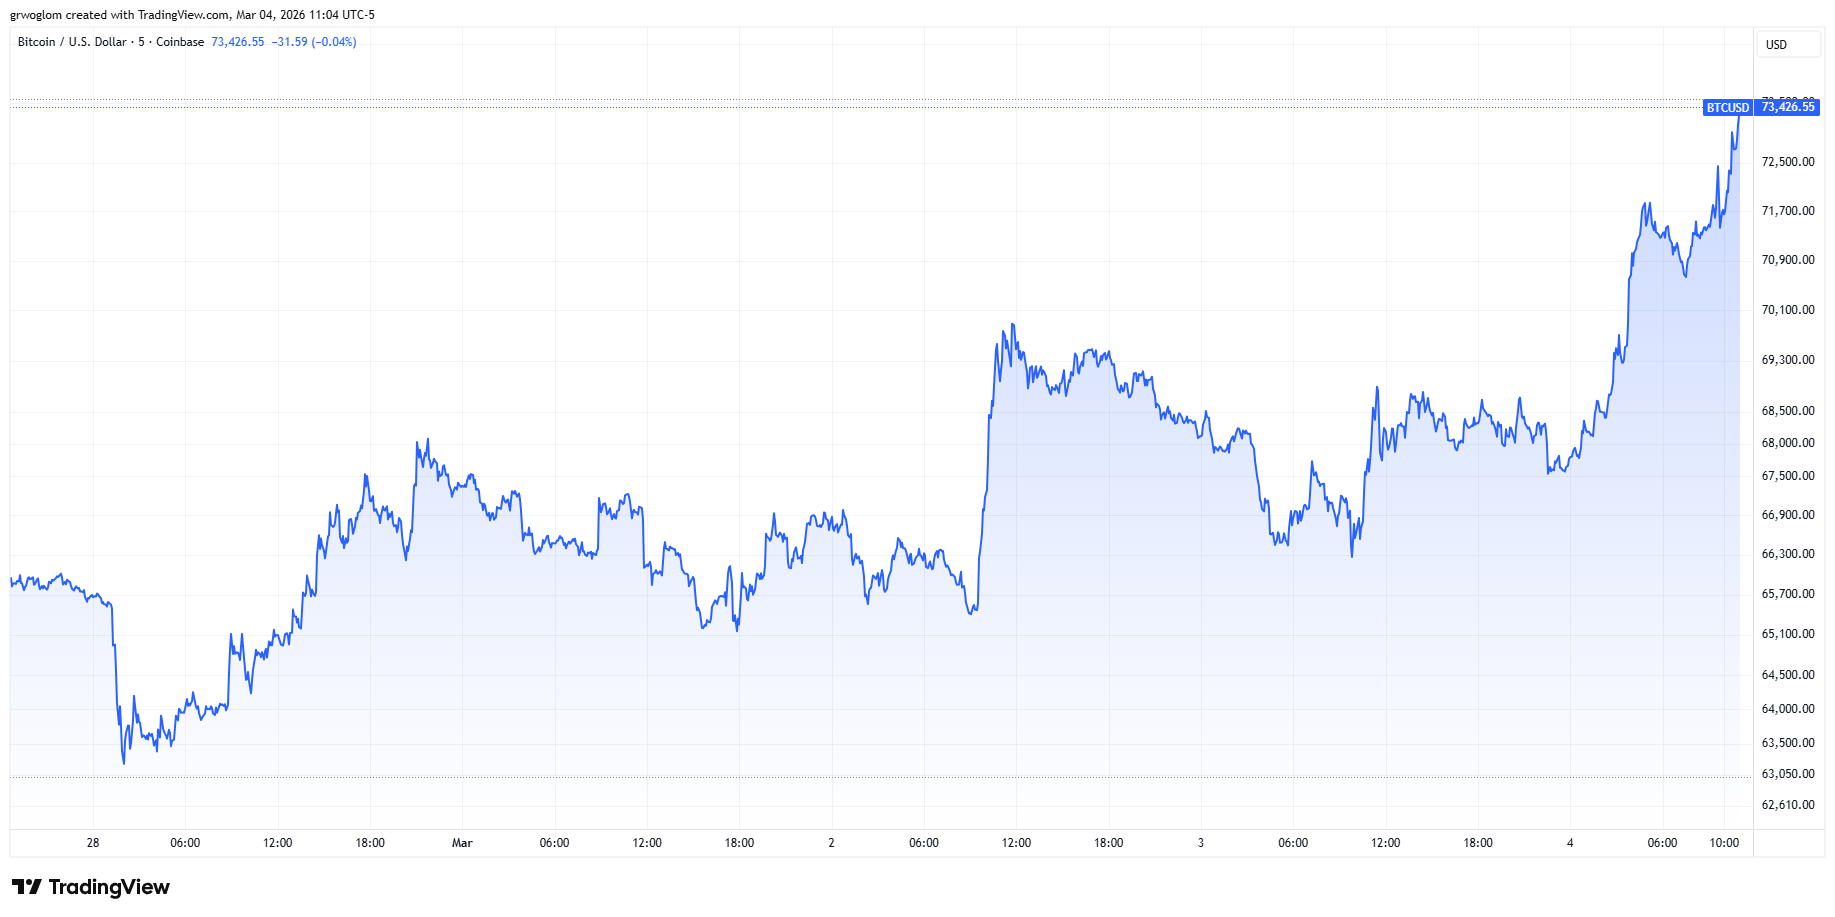 grwoglom created with TradingView.com, Mar 04, 2026 11:04 UTC-5
Bitcoin / U.S. Dollar · 5 · Coinbase 73,426.55 −31.59 (−0.04%)
USD
BTCUSD 73,426.55
72,500.00
71,700.00
70,900.00
70,100.00
69,300.00
68,500.00
68,000.00
67,500.00
66,900.00
66,300.00
65,700.00
65,100.00
64,500.00
64,000.00
63,500.00
63,050.00
62,610.00
28 06:00 12:00 18:00 Mar 06:00 12:00 18:00 2 06:00 12:00 18:00 3 06:00 12:00 18:00 4 06:00 10:00
TradingView